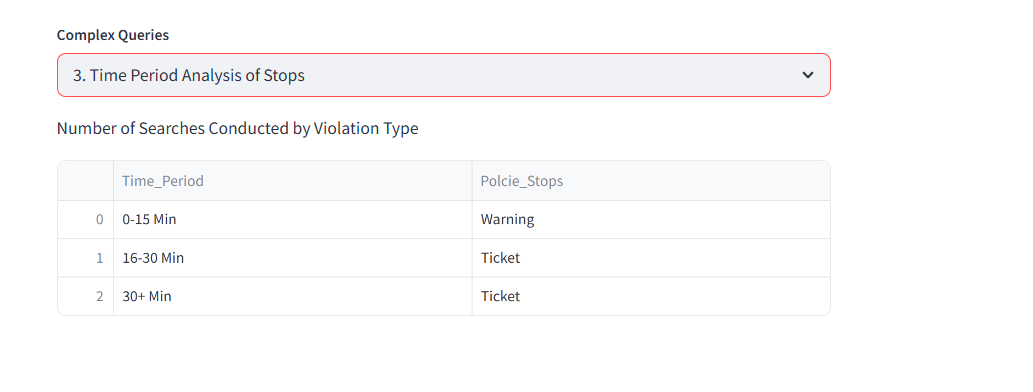 Complex Queries
3. Time Period Analysis of Stops
Number of Searches Conducted by Violation Type
Time_Period Polcie_Stops
0 0-15 Min Warning
1 16-30 Min Ticket
2 30+ Min Ticket